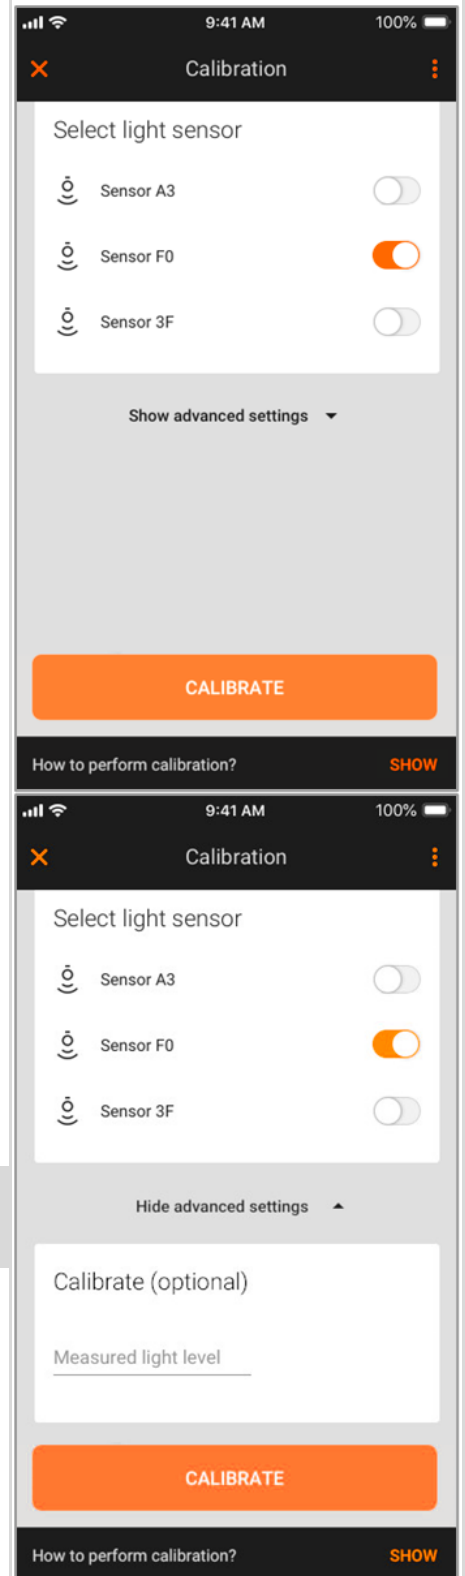 9:41 AM 100%
Calibration
Select light sensor
Sensor A3
Sensor F0
Sensor 3F
Show advanced settings
CALIBRATE
How to perform calibration? SHOW
9:41 AM 100%
Calibration
Select light sensor
Sensor A3
Sensor F0
Sensor 3F
Hide advanced settings
Calibrate (optional)
Measured light level
CALIBRATE
How to perform calibration? SHOW